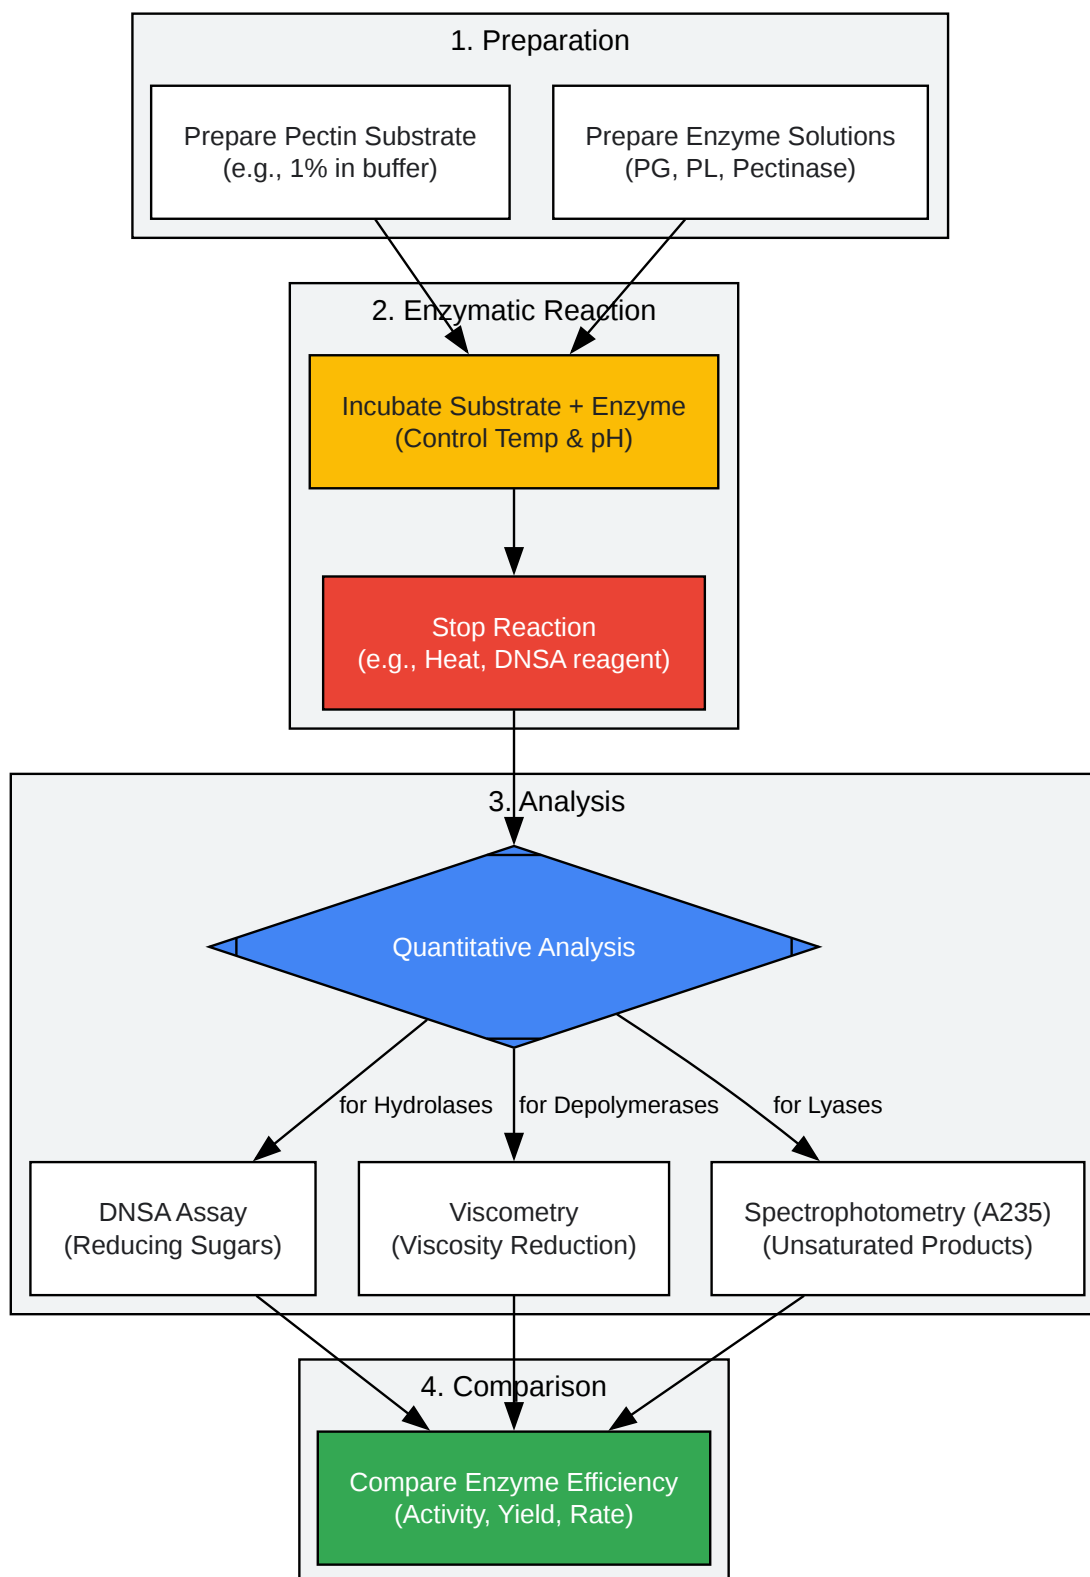 1. Preparation
Prepare Pectin Substrate
(e.g., 1% in buffer)
Prepare Enzyme Solutions
(PG, PL, Pectinase)
2. Enzymatic Reaction
Incubate Substrate + Enzyme
(Control Temp & pH)
Stop Reaction
(e.g., Heat, DNSA reagent)
3. Analysis
Quantitative Analysis
for Hydrolases
for Depolymerases
for Lyases
DNSA Assay
(Reducing Sugars)
Viscometry
(Viscosity Reduction)
Spectrophotometry (A235)
(Unsaturated Products)
4. Comparison
Compare Enzyme Efficiency
(Activity, Yield, Rate)